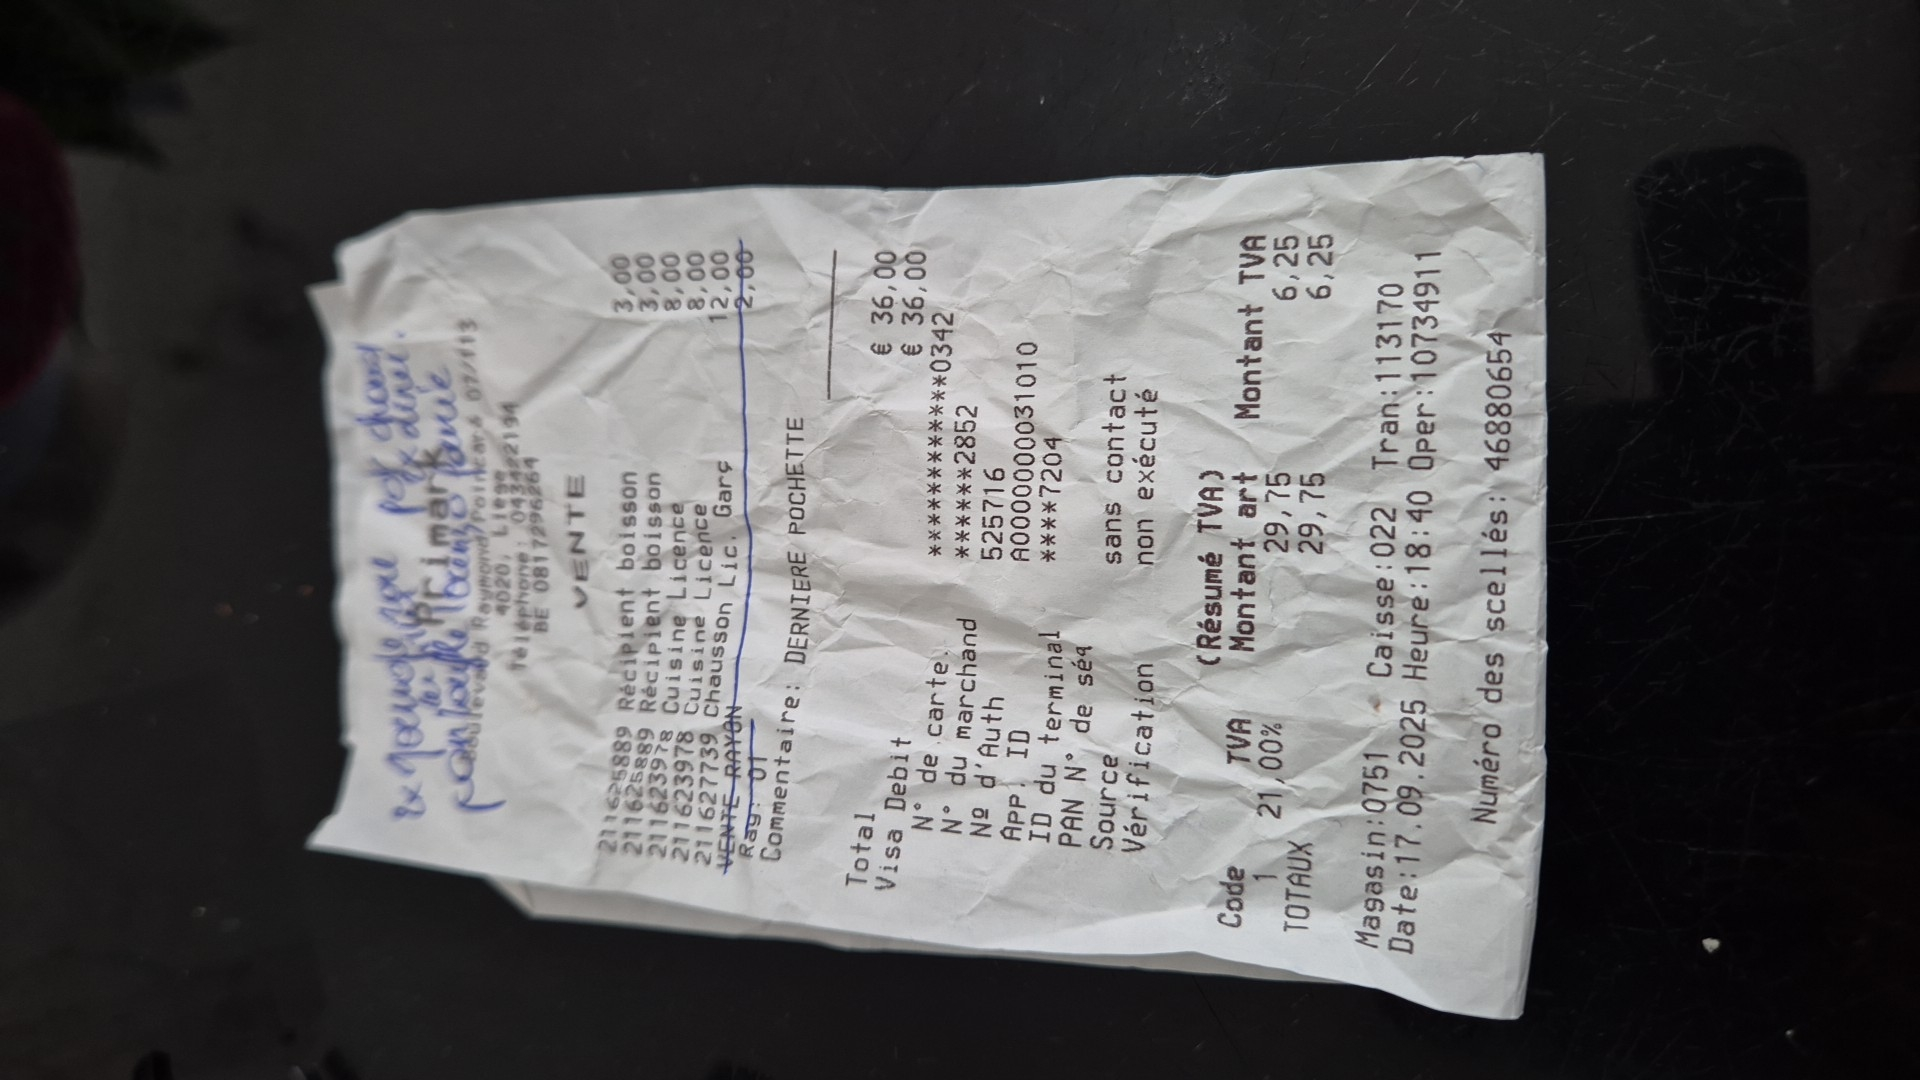 Primark
Boulevard Raymond Poincaré 07/113
4020, Liege
Téléphone: 043422194
BE 0817296264
VENTE
211625889 Récipient boisson 3,00
211625889 Récipient boisson 3,00
211623978 Cuisine Licence 8,00
211623978 Cuisine Licence 8,00
211627739 Chausson Lic. Garç 12,00
VENTE RAYON 2,00
Ray: 01
Commentaire: DERNIERE POCHETTE
Total € 36,00
Visa Debit € 36,00
N° de carte. ***************0342
N° du marchand ******2852
Nº d'Auth 525716
App. ID A0000000031010
ID du terminal ****7204
PAN N° de séq
Source sans contact
Vérification non exécuté
(Résumé TVA)
Code TVA Montant art Montant TVA
1 21,00% 29,75 6,25
TOTAUX 29,75 6,25
Magasin:0751 Caisse:022 Tran:113170
Date:17.09.2025 Heure:18:40 Oper:10734911
Numéro des scellés: 46880654